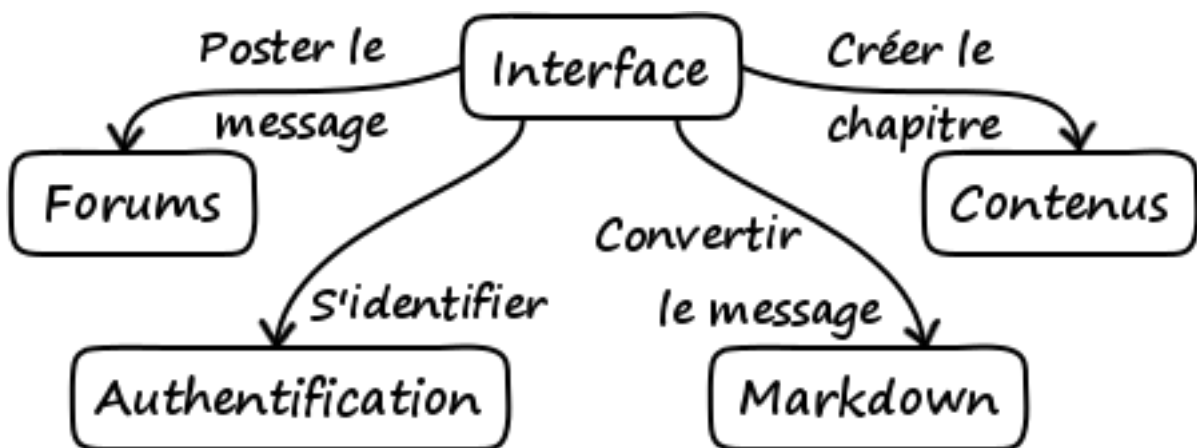 Poster le
message
Interface
Créer le
chapitre
Forums
Contenus
Convertir
le message
S'identifier
Authentification
Markdown